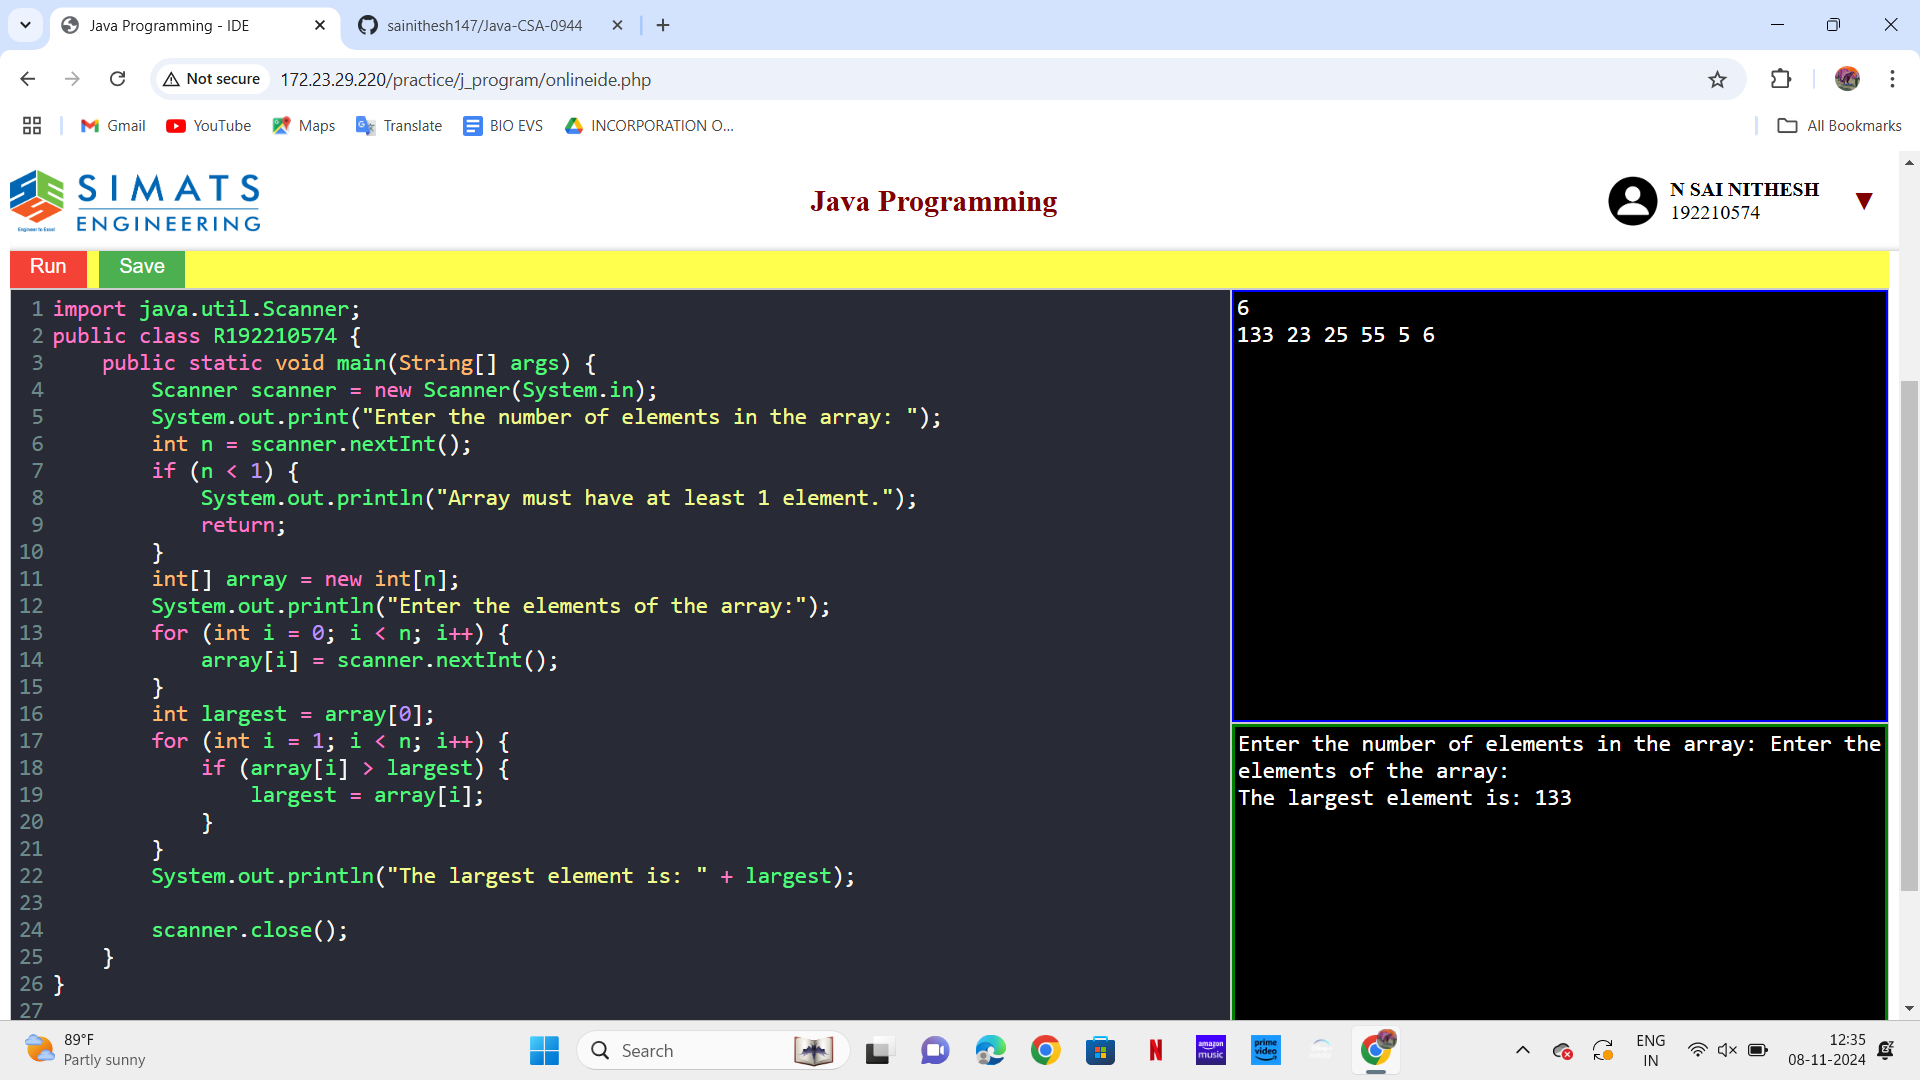 Java Programming - IDE
sainithesh147/Java-CSA-0944
Not secure
172.23.29.220/practice/j_program/onlineide.php
Gmail
YouTube
Maps
Translate
BIO EVS
INCORPORATION O...
All Bookmarks
SIMATS
ENGINEERING
Engineer to Excel
Java Programming
N SAI NITHESH
192210574
Run
Save
1 import java.util.Scanner;
2 public class R192210574 {
3     public static void main(String[] args) {
4         Scanner scanner = new Scanner(System.in);
5         System.out.print("Enter the number of elements in the array: ");
6         int n = scanner.nextInt();
7         if (n < 1) {
8             System.out.println("Array must have at least 1 element.");
9             return;
10         }
11         int[] array = new int[n];
12         System.out.println("Enter the elements of the array:");
13         for (int i = 0; i < n; i++) {
14             array[i] = scanner.nextInt();
15         }
16         int largest = array[0];
17         for (int i = 1; i < n; i++) {
18             if (array[i] > largest) {
19                 largest = array[i];
20             }
21         }
22         System.out.println("The largest element is: " + largest);
23
24         scanner.close();
25     }
26 }
27
6
133 23 25 55 5 6
Enter the number of elements in the array: Enter the
elements of the array:
The largest element is: 133
89°F
Partly sunny
Search
N
amazon
music
prime
video
ENG
IN
12:35
08-11-2024